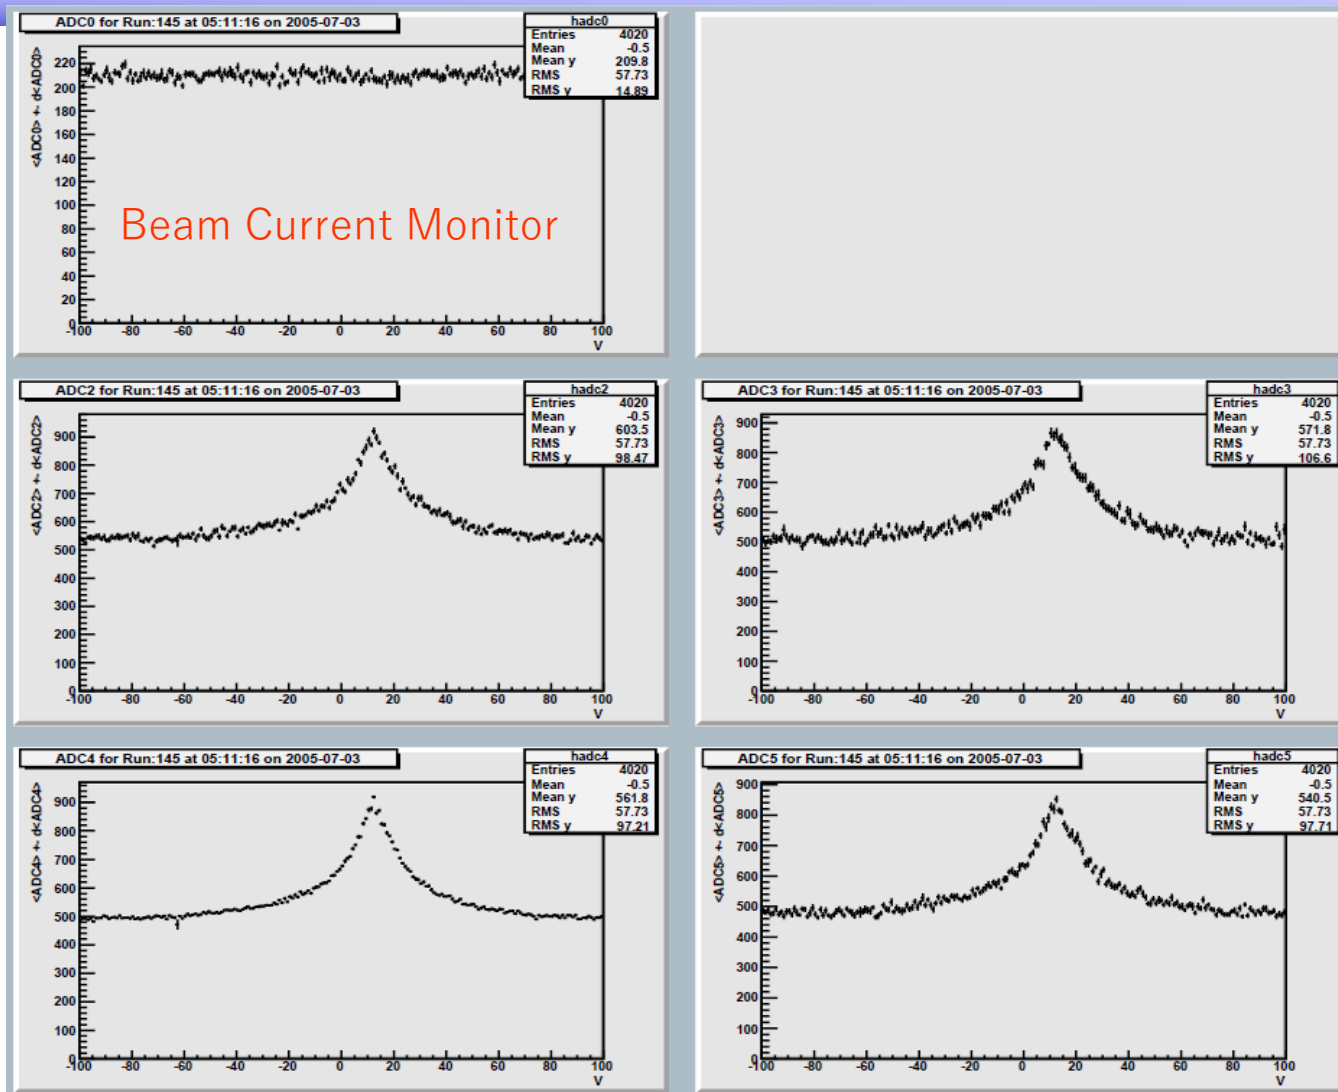 ADC0 for Run:145 at 05:11:16 on 2005-07-03
hadc0
Entries 4020
Mean -0.5
Mean y 209.8
RMS 57.73
RMS y 14.89
<ADC0> +- d<ADC0>
220
200
180
160
140
120
100
80
60
40
20
0
Beam Current Monitor
-100 -80 -60 -40 -20 0 20 40 60 80 100
V
ADC2 for Run:145 at 05:11:16 on 2005-07-03
hadc2
Entries 4020
Mean -0.5
Mean y 603.5
RMS 57.73
RMS y 98.47
<ADC2> +- d<ADC2>
900
800
700
600
500
400
300
200
100
0
-100 -80 -60 -40 -20 0 20 40 60 80 100
V
ADC3 for Run:145 at 05:11:16 on 2005-07-03
hadc3
Entries 4020
Mean -0.5
Mean y 571.8
RMS 57.73
RMS y 106.6
<ADC3> +- d<ADC3>
900
800
700
600
500
400
300
200
100
0
-100 -80 -60 -40 -20 0 20 40 60 80 100
V
ADC4 for Run:145 at 05:11:16 on 2005-07-03
hadc4
Entries 4020
Mean -0.5
Mean y 561.8
RMS 57.73
RMS y 97.21
<ADC4> +- d<ADC4>
900
800
700
600
500
400
300
200
100
0
-100 -80 -60 -40 -20 0 20 40 60 80 100
V
ADC5 for Run:145 at 05:11:16 on 2005-07-03
hadc5
Entries 4020
Mean -0.5
Mean y 540.5
RMS 57.73
RMS y 97.71
<ADC5> +- d<ADC5>
900
800
700
600
500
400
300
200
100
0
-100 -80 -60 -40 -20 0 20 40 60 80 100
V